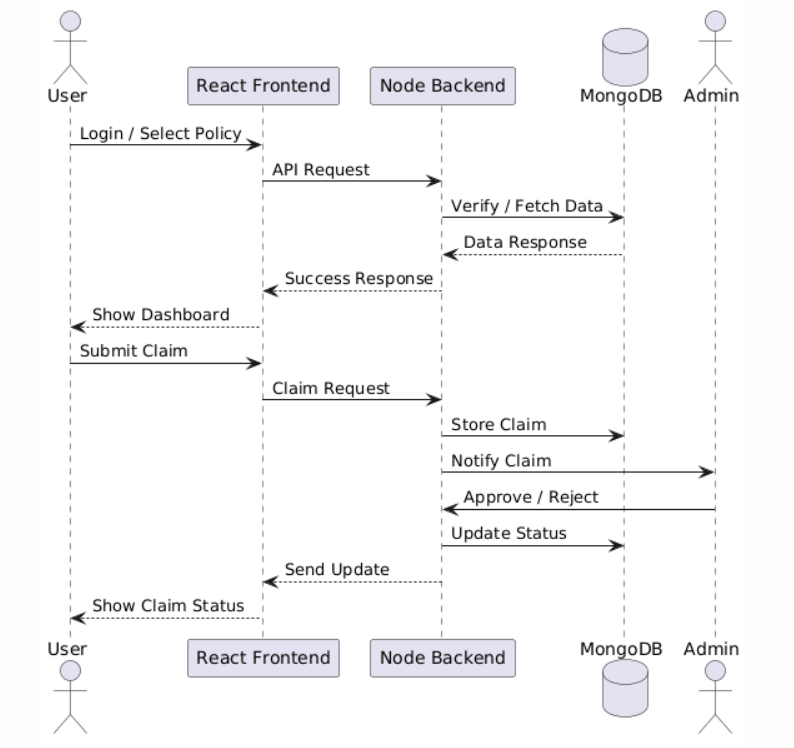 User
React Frontend
Node Backend
MongoDB
Admin
Login / Select Policy
API Request
Verify / Fetch Data
Data Response
Success Response
Show Dashboard
Submit Claim
Claim Request
Store Claim
Notify Claim
Approve / Reject
Update Status
Send Update
Show Claim Status
User
React Frontend
Node Backend
MongoDB
Admin